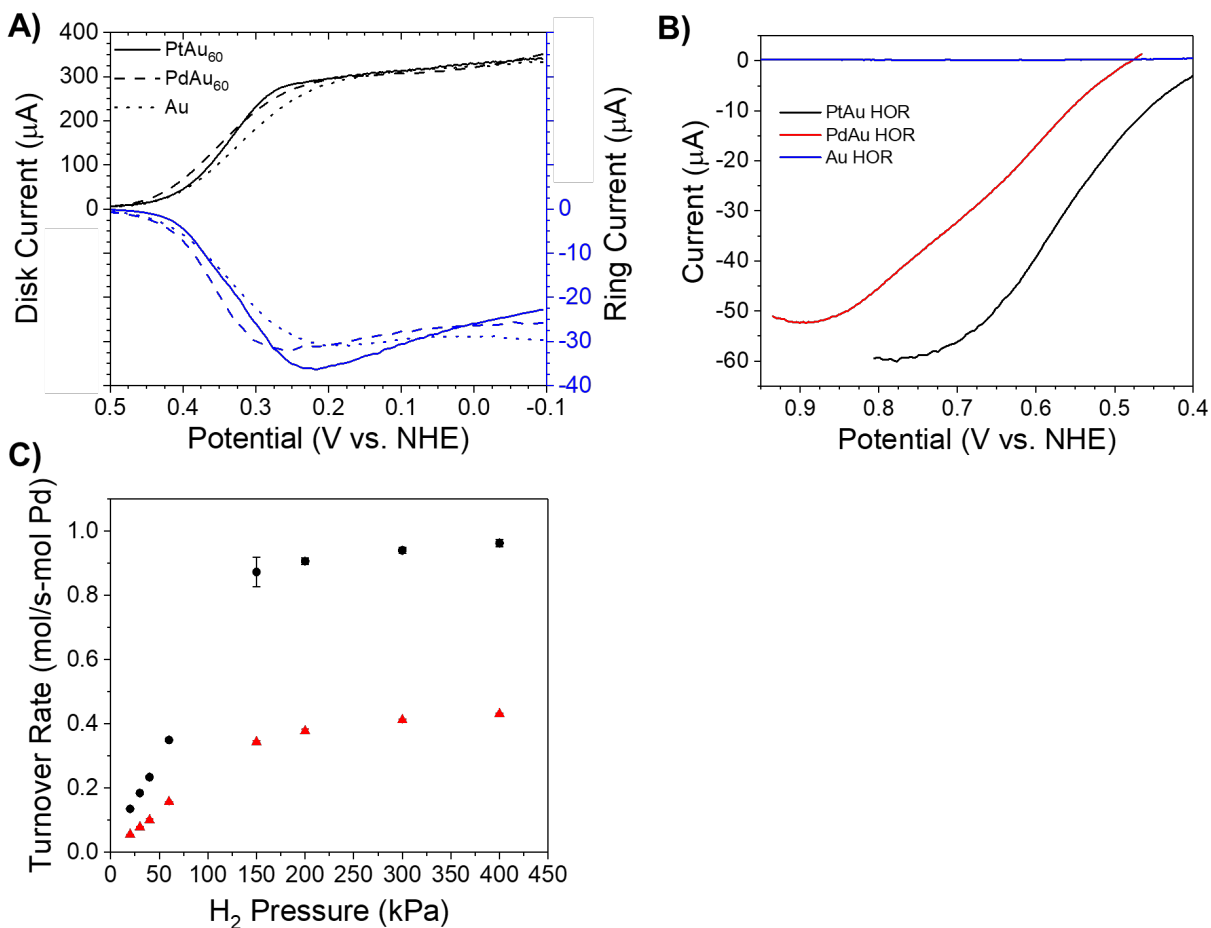 A)
400
300
200
100
0
PtAu₆₀
PdAu₆₀
Au
Disk Current (μA)
0
-10
-20
-30
-40
Ring Current (μA)
0.5 0.4 0.3 0.2 0.1 0.0 -0.1
Potential (V vs. NHE)
B)
0
-10
-20
-30
-40
-50
-60
PtAu HOR
PdAu HOR
Au HOR
Current (μA)
0.9 0.8 0.7 0.6 0.5 0.4
Potential (V vs. NHE)
C)
1.0
0.8
0.6
0.4
0.2
0.0
Turnover Rate (mol/s-mol Pd)
0 50 100 150 200 250 300 350 400 450
H₂ Pressure (kPa)